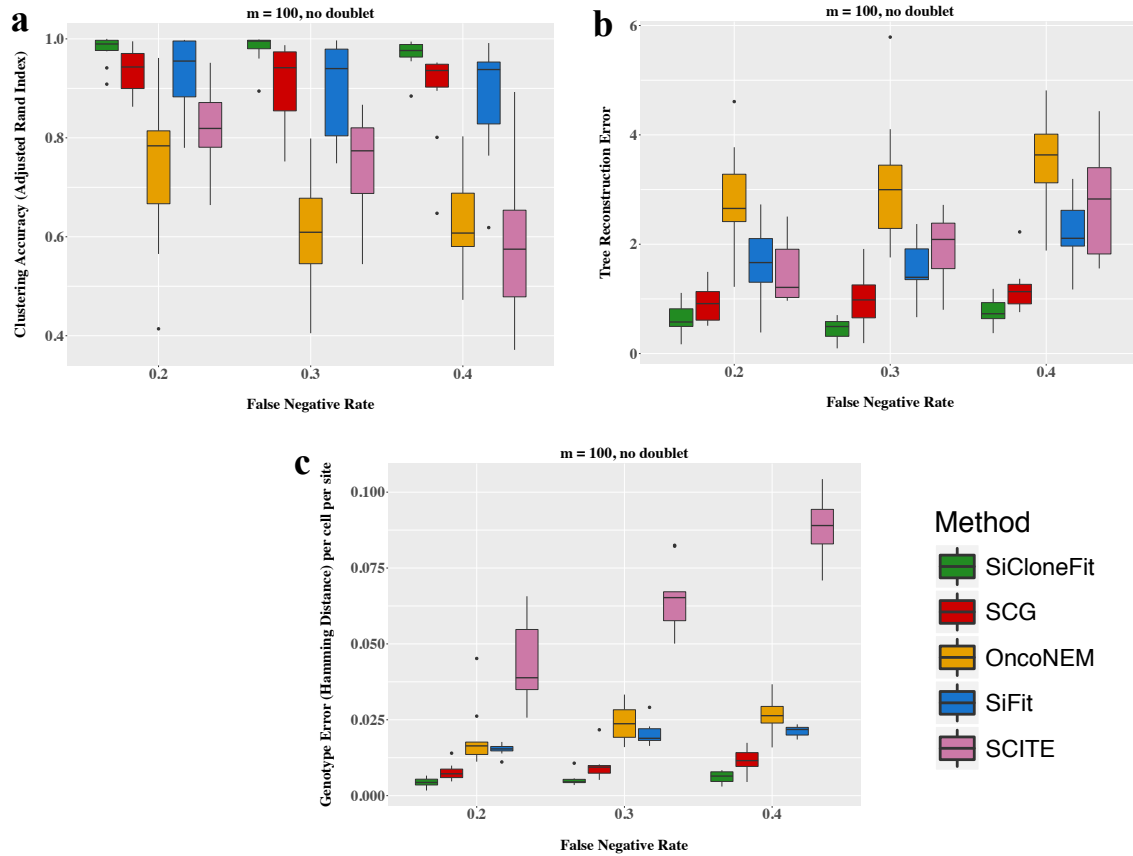 a
m = 100, no doublet
Clustering Accuracy (Adjusted Rand Index)
1.0
0.8
0.6
0.4
0.2
0.3
0.4
False Negative Rate
b
m = 100, no doublet
Tree Reconstruction Error
6
4
2
0
0.2
0.3
0.4
False Negative Rate
c
m = 100, no doublet
Genotype Error (Hamming Distance) per cell per site
0.100
0.075
0.050
0.025
0.000
0.2
0.3
0.4
False Negative Rate
Method
SiCloneFit
SCG
OncoNEM
SiFit
SCITE